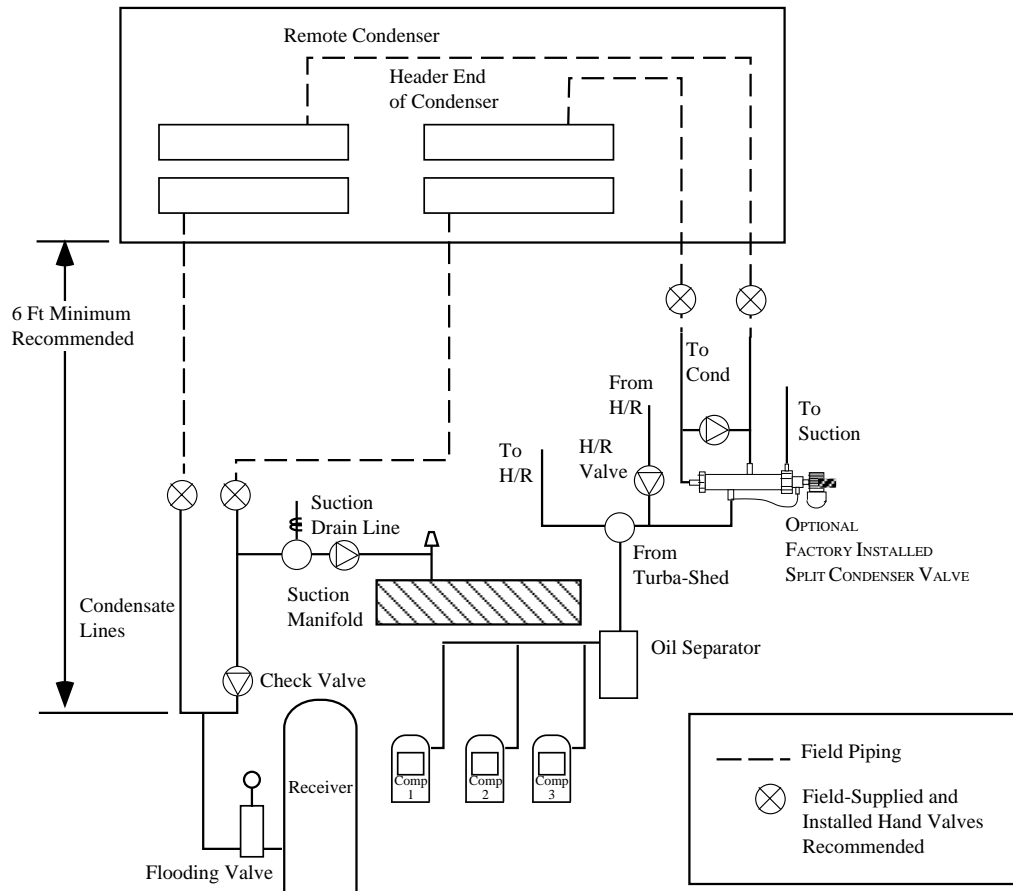 Remote Condenser
Header End
of Condenser
6 Ft Minimum
Recommended
To
Cond
From
H/R
To
Suction
To
H/R
H/R
Valve
Suction
Drain Line
OPTIONAL
FACTORY INSTALLED
SPLIT CONDENSER VALVE
From
Turba-Shed
Suction
Manifold
Condensate
Lines
Oil Separator
Check Valve
Comp
1
Comp
2
Comp
3
Receiver
Flooding Valve
Field Piping
Field-Supplied and
Installed Hand Valves
Recommended